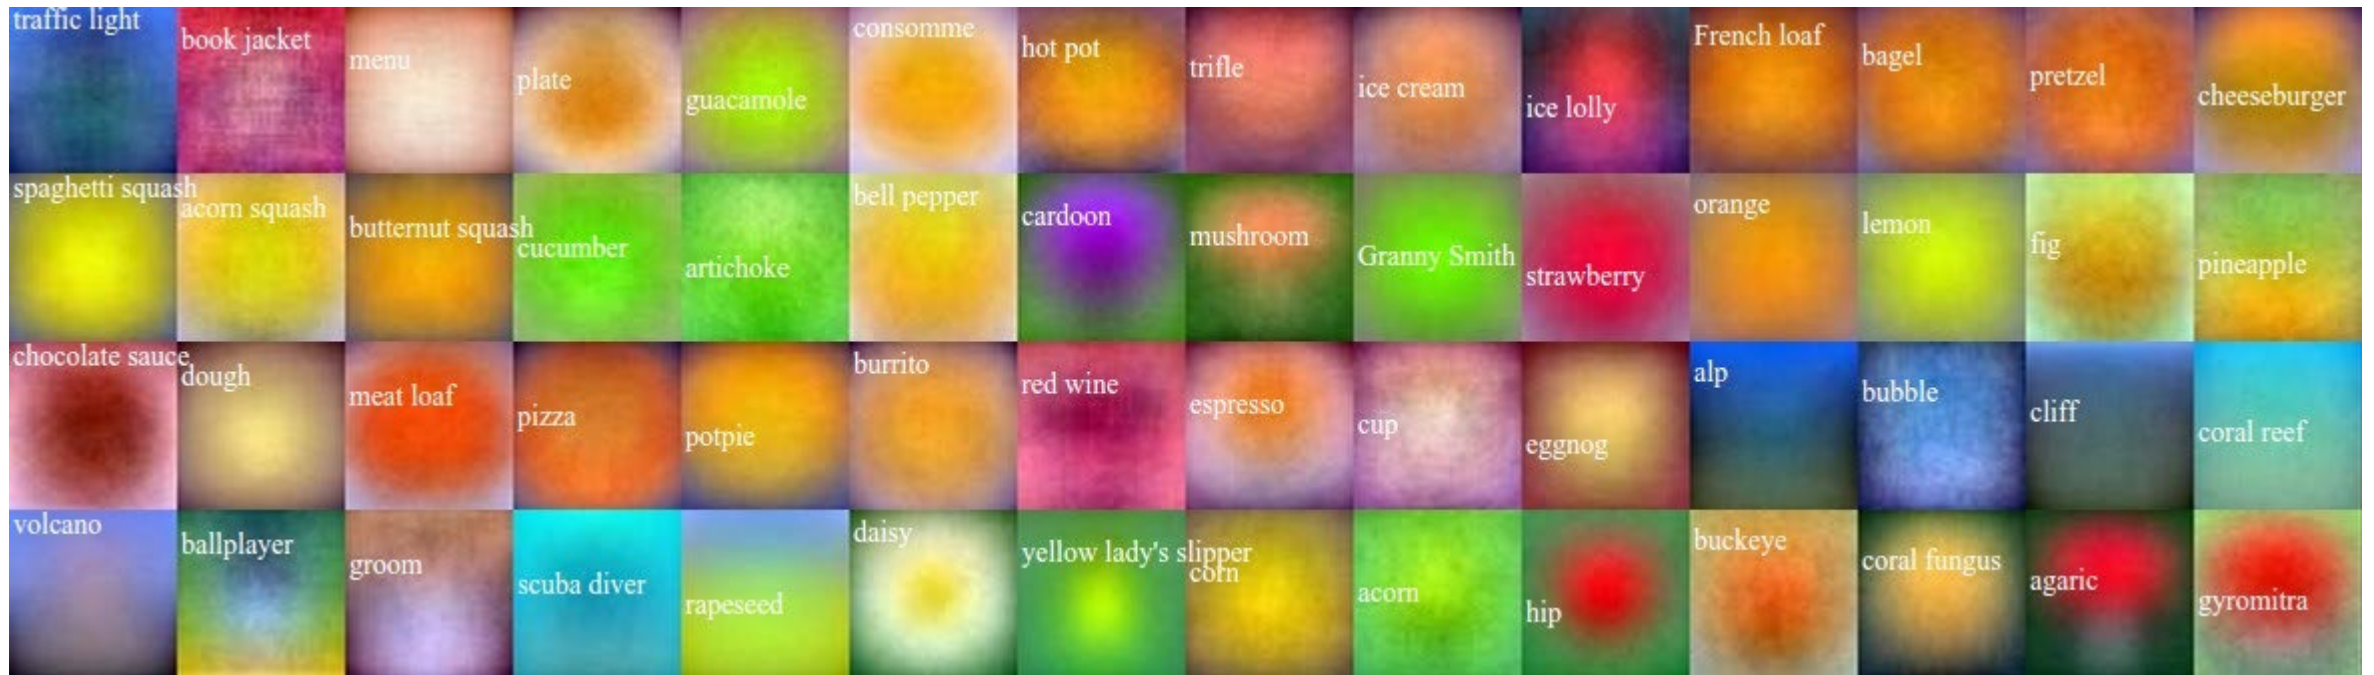 traffic light
book jacket
menu
plate
guacamole
consomme
hot pot
trifle
ice cream
ice lolly
French loaf
bagel
pretzel
cheeseburger
spaghetti squash
acorn squash
butternut squash
cucumber
artichoke
bell pepper
cardoon
mushroom
Granny Smith
strawberry
orange
lemon
fig
pineapple
chocolate sauce
dough
meat loaf
pizza
potpie
burrito
red wine
espresso
cup
eggnog
alp
bubble
cliff
coral reef
volcano
ballplayer
groom
scuba diver
rapeseed
daisy
yellow lady's slipper
corn
acorn
hip
buckeye
coral fungus
agaric
gyromitra